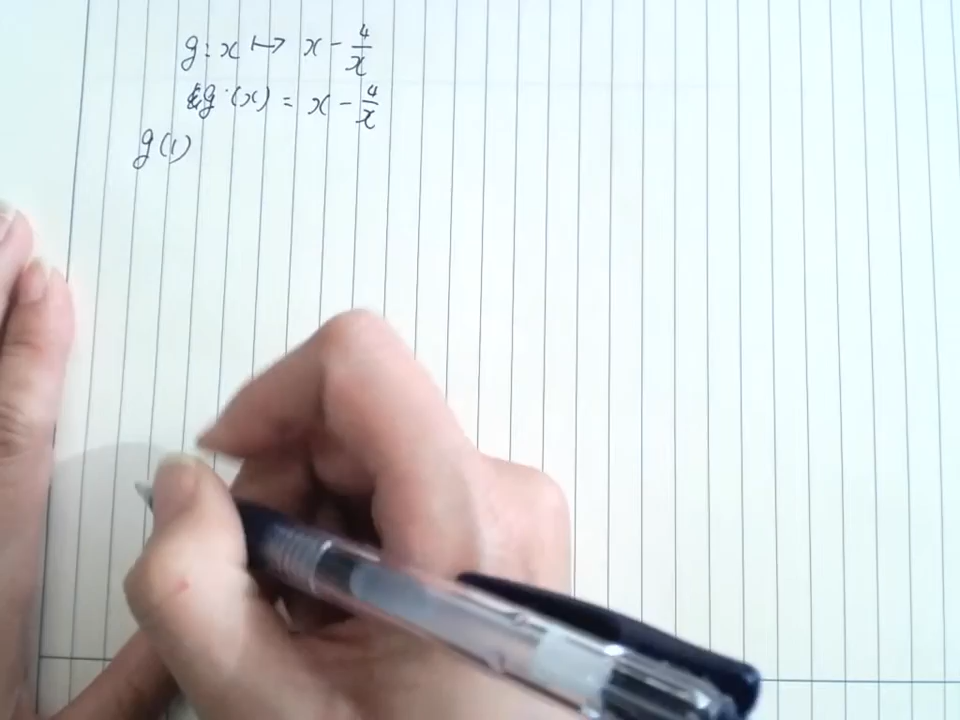 g : x ↦ x - 4/x
g(x) = x - 4/x
g(1)